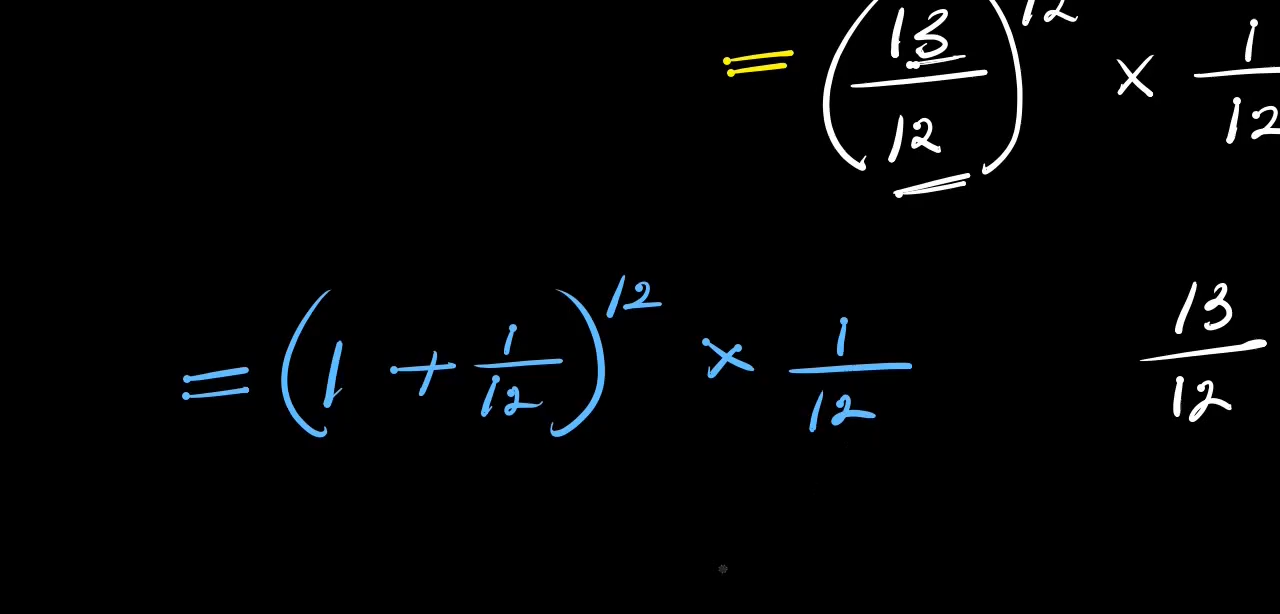 = (13/12)^12 × 1/12
= (1 + 1/12)^12 × 1/12
13/12